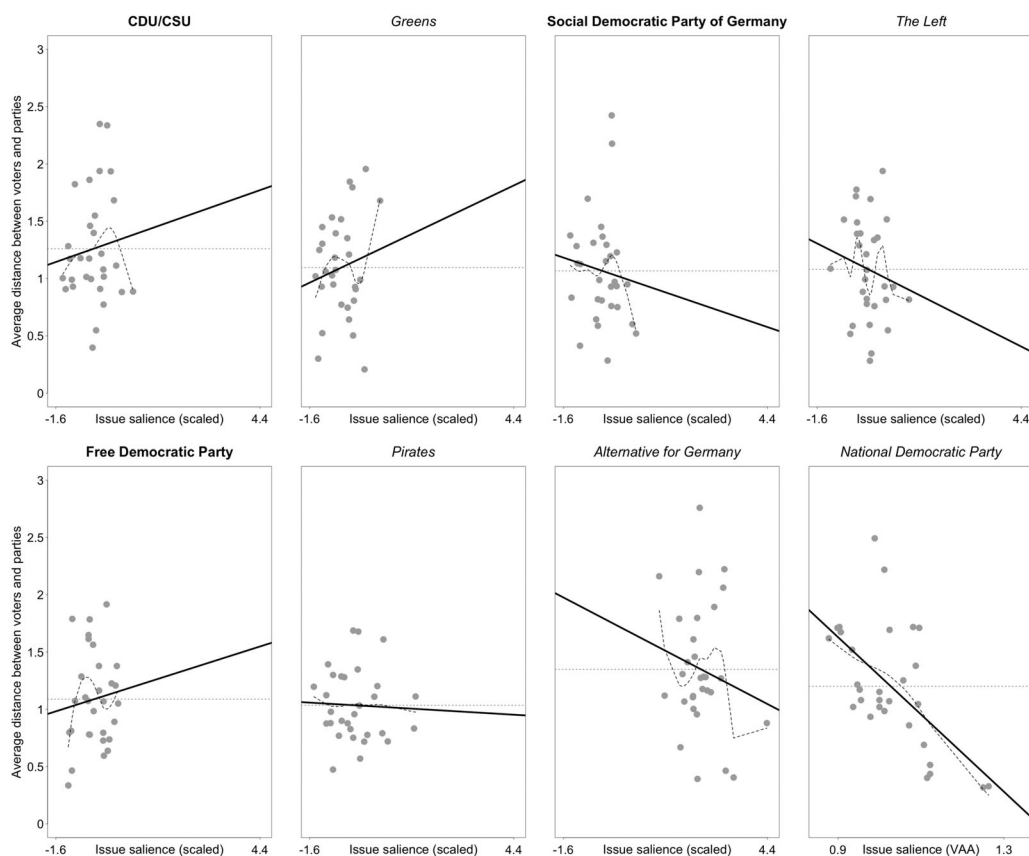 CDU/CSU
Greens
Social Democratic Party of Germany
The Left
Average distance between voters and parties
3
2.5
2
1.5
1
0.5
0
-1.6 Issue salience (scaled) 4.4
-1.6 Issue salience (scaled) 4.4
-1.6 Issue salience (scaled) 4.4
-1.6 Issue salience (scaled) 4.4
Free Democratic Party
Pirates
Alternative for Germany
National Democratic Party
Average distance between voters and parties
3
2.5
2
1.5
1
0.5
0
-1.6 Issue salience (scaled) 4.4
-1.6 Issue salience (scaled) 4.4
-1.6 Issue salience (scaled) 4.4
0.9 Issue salience (VAA) 1.3